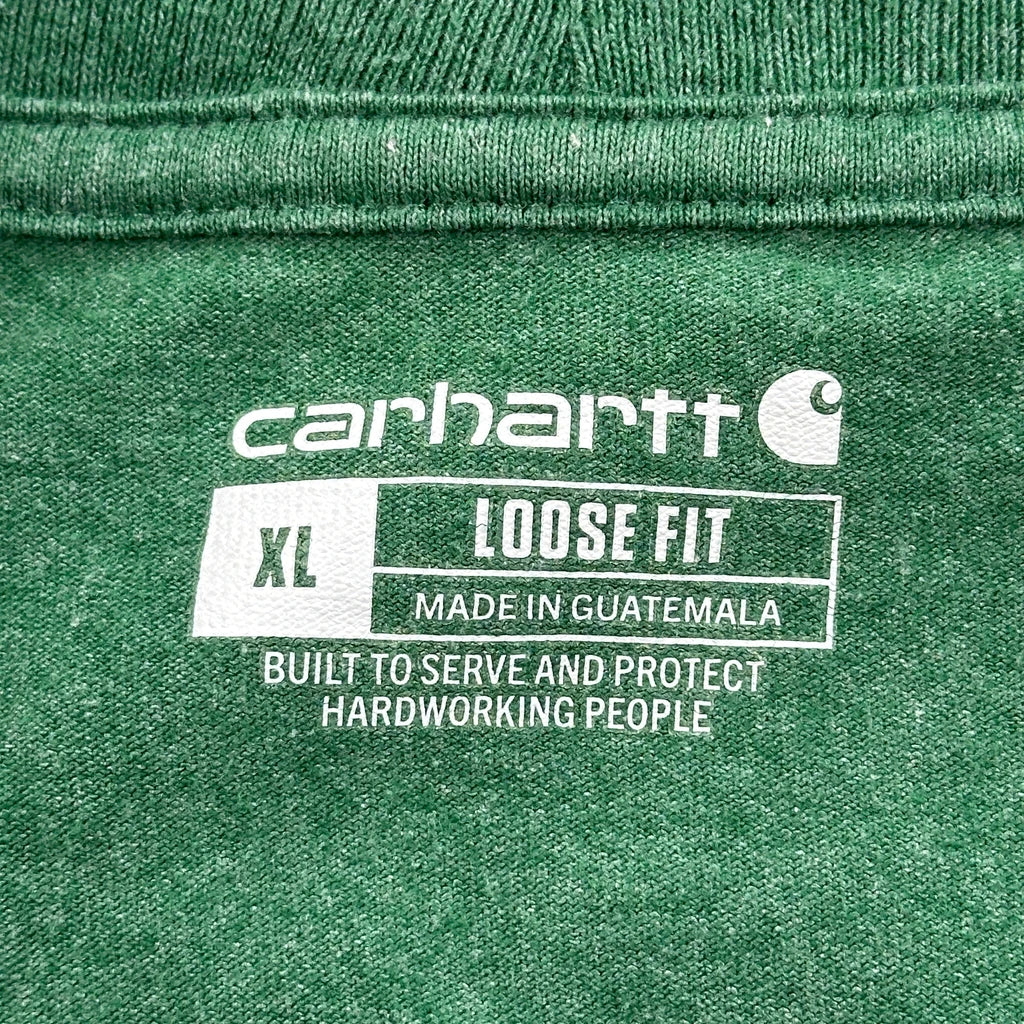 carhartt
XL
LOOSE FIT
MADE IN GUATEMALA
BUILT TO SERVE AND PROTECT
HARDWORKING PEOPLE